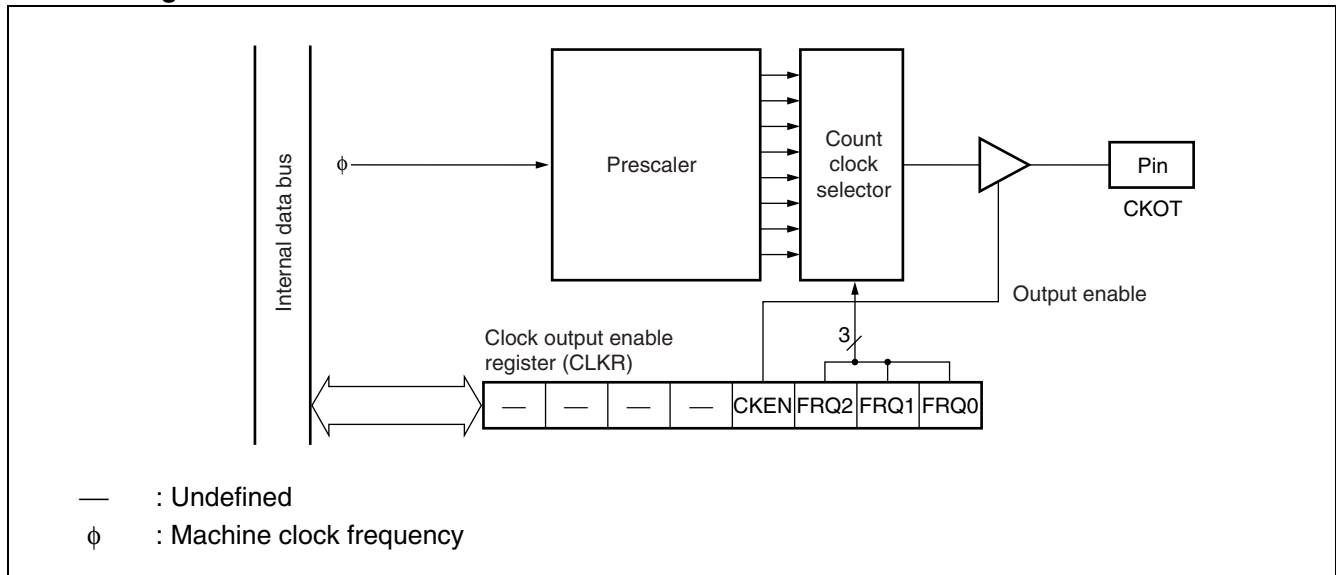 Internal data bus
ϕ
Prescaler
Count
clock
selector
Pin
CKOT
Output enable
3
Clock output enable
register (CLKR)
— — — — CKEN FRQ2 FRQ1 FRQ0
— : Undefined
ϕ : Machine clock frequency